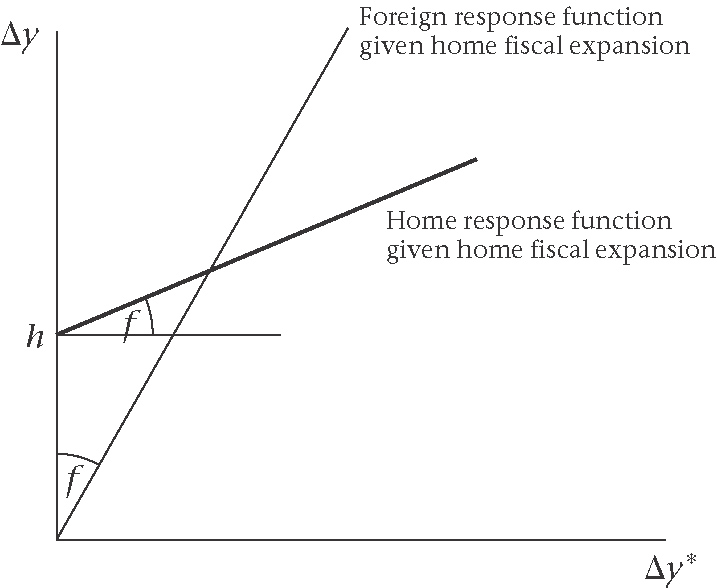 Δy
Foreign response function
given home fiscal expansion
Home response function
given home fiscal expansion
h
f
f
Δy*